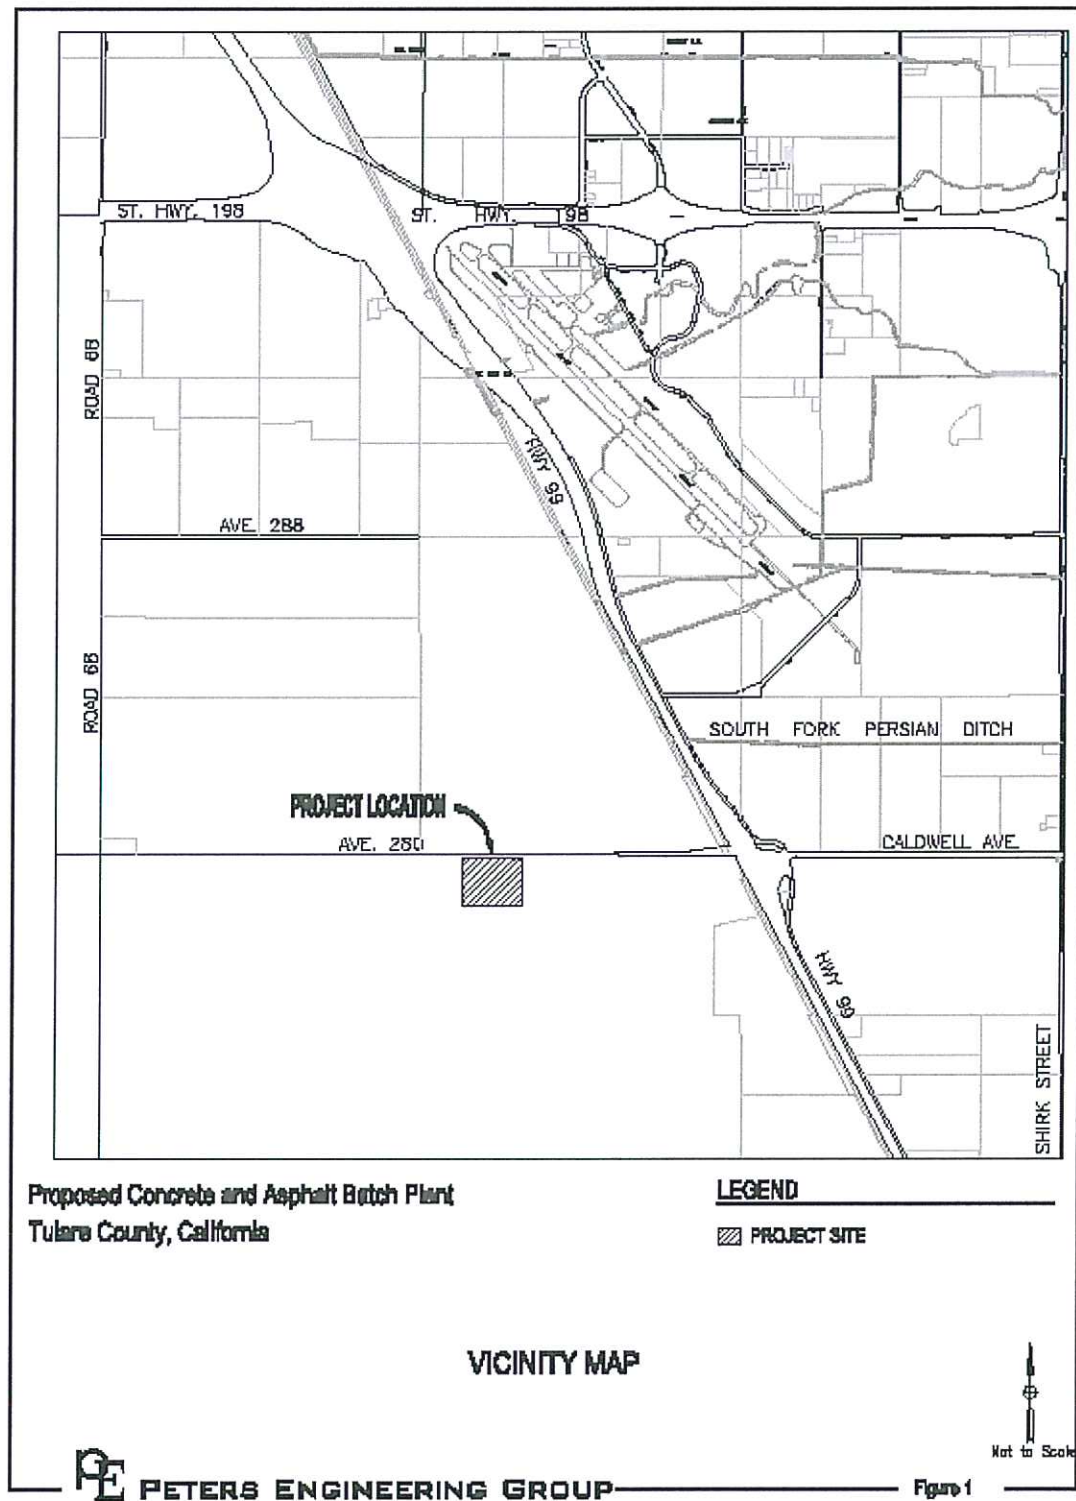 ST. HWY. 198
ST. HWY. 198
ROAD 68
HWY 99
AVE. 288
ROAD 68
SOUTH FORK PERSIAN DITCH
PROJECT LOCATION
AVE. 280
CALDWELL AVE.
HWY 99
SHIRK STREET
Proposed Concrete and Asphalt Batch Plant
Tulare County, California
LEGEND
PROJECT SITE
VICINITY MAP
Not to Scale
PE PETERS ENGINEERING GROUP
Figure 1